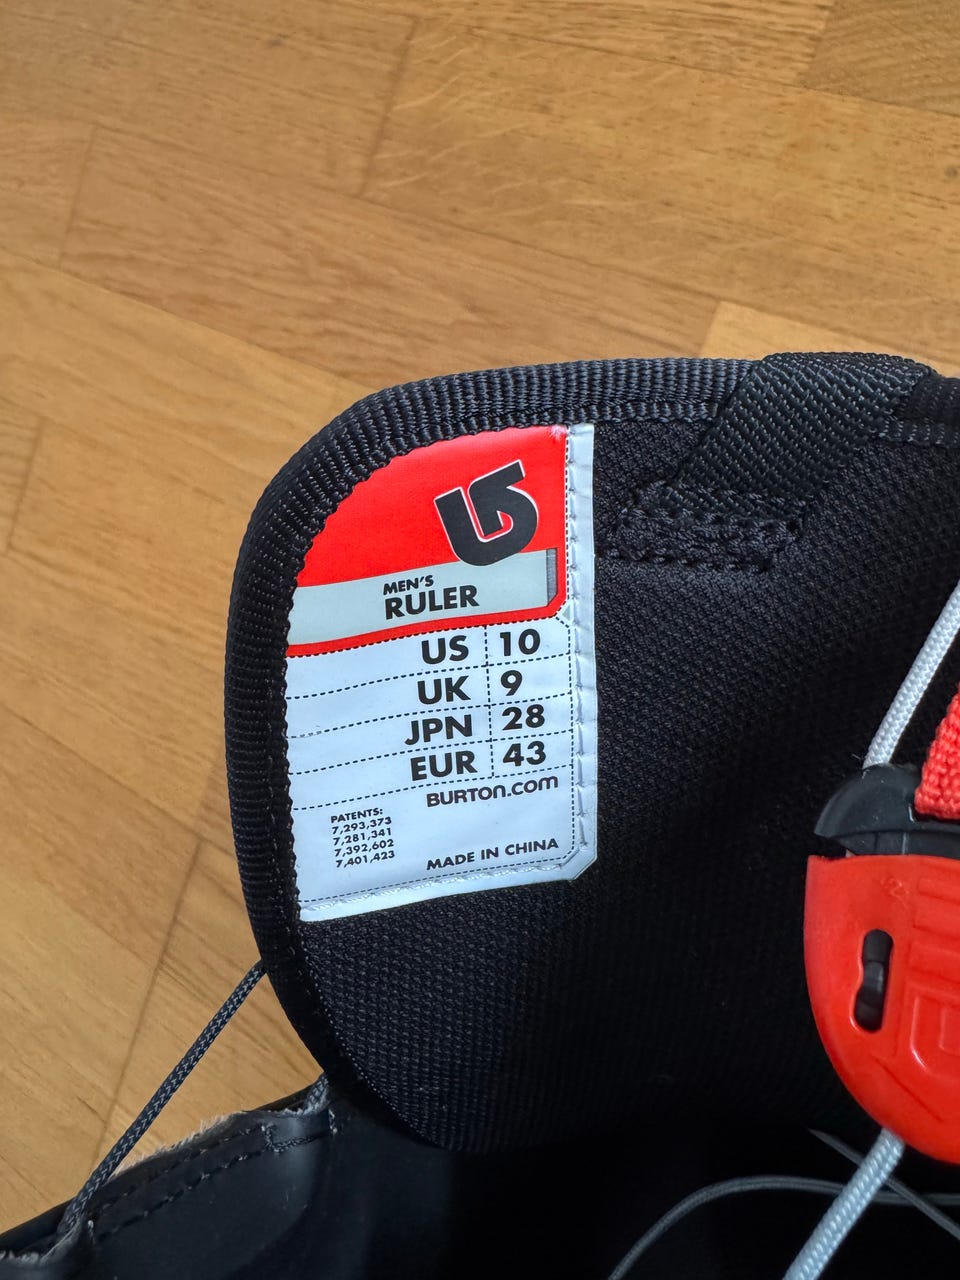 MEN'S
RULER
US 10
UK 9
JPN 28
EUR 43
BURTON.COM
PATENTS:
7,293,373
7,281,341
7,392,602
7,401,423
MADE IN CHINA